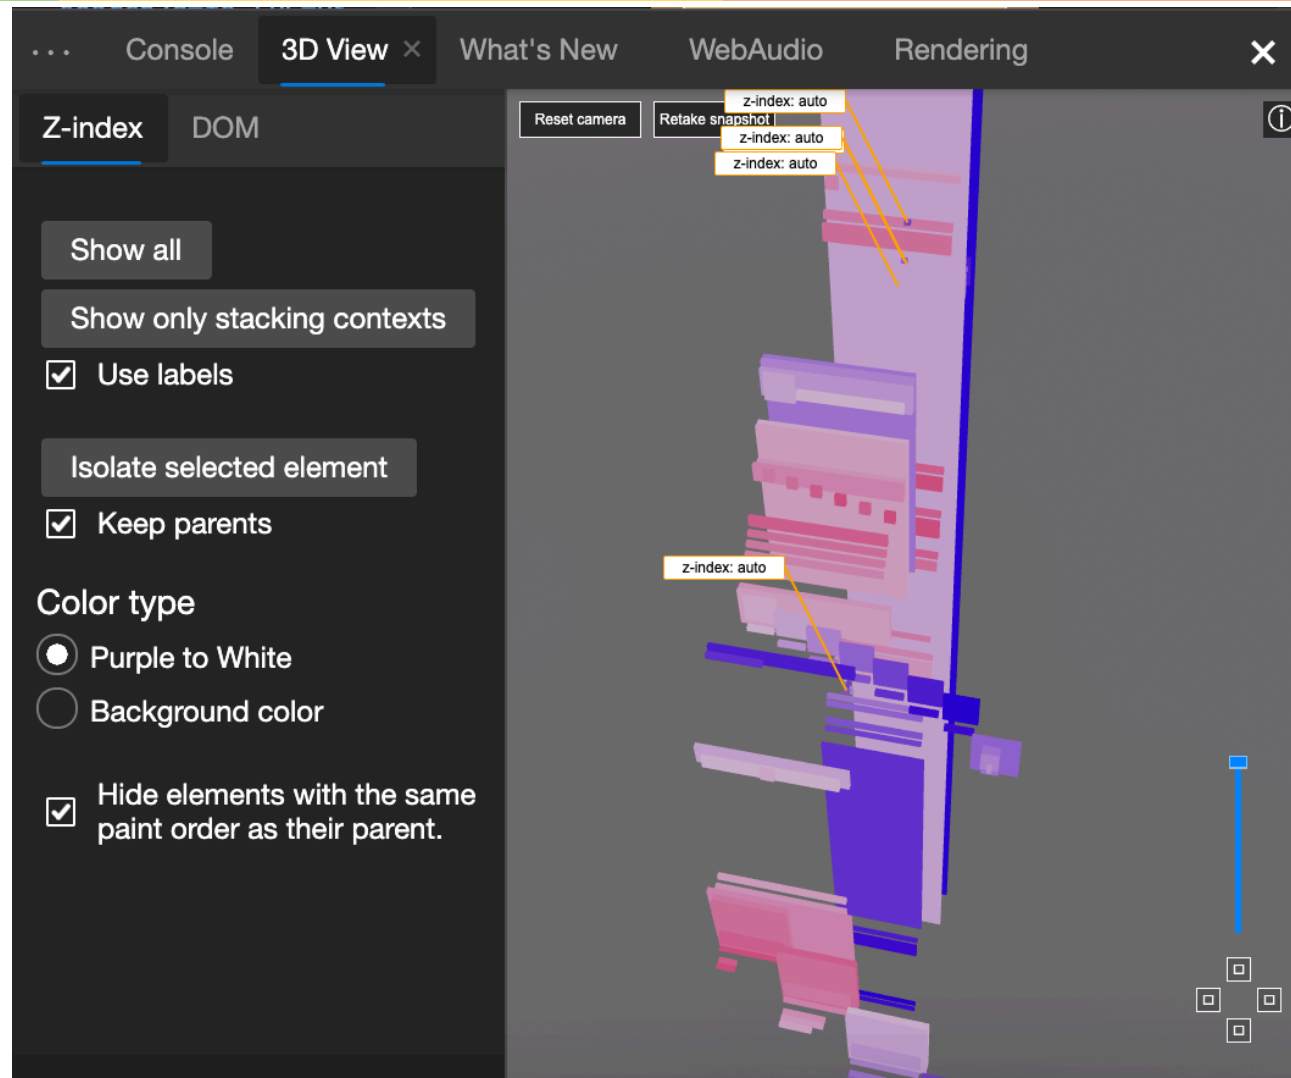 ... Console 3D View × What's New WebAudio Rendering ×
Z-index DOM
Show all
Show only stacking contexts
Use labels
Isolate selected element
Keep parents
Color type
Purple to White
Background color
Hide elements with the same
paint order as their parent.
Reset camera
Retake snapshot
z-index: auto
z-index: auto
z-index: auto
z-index: auto